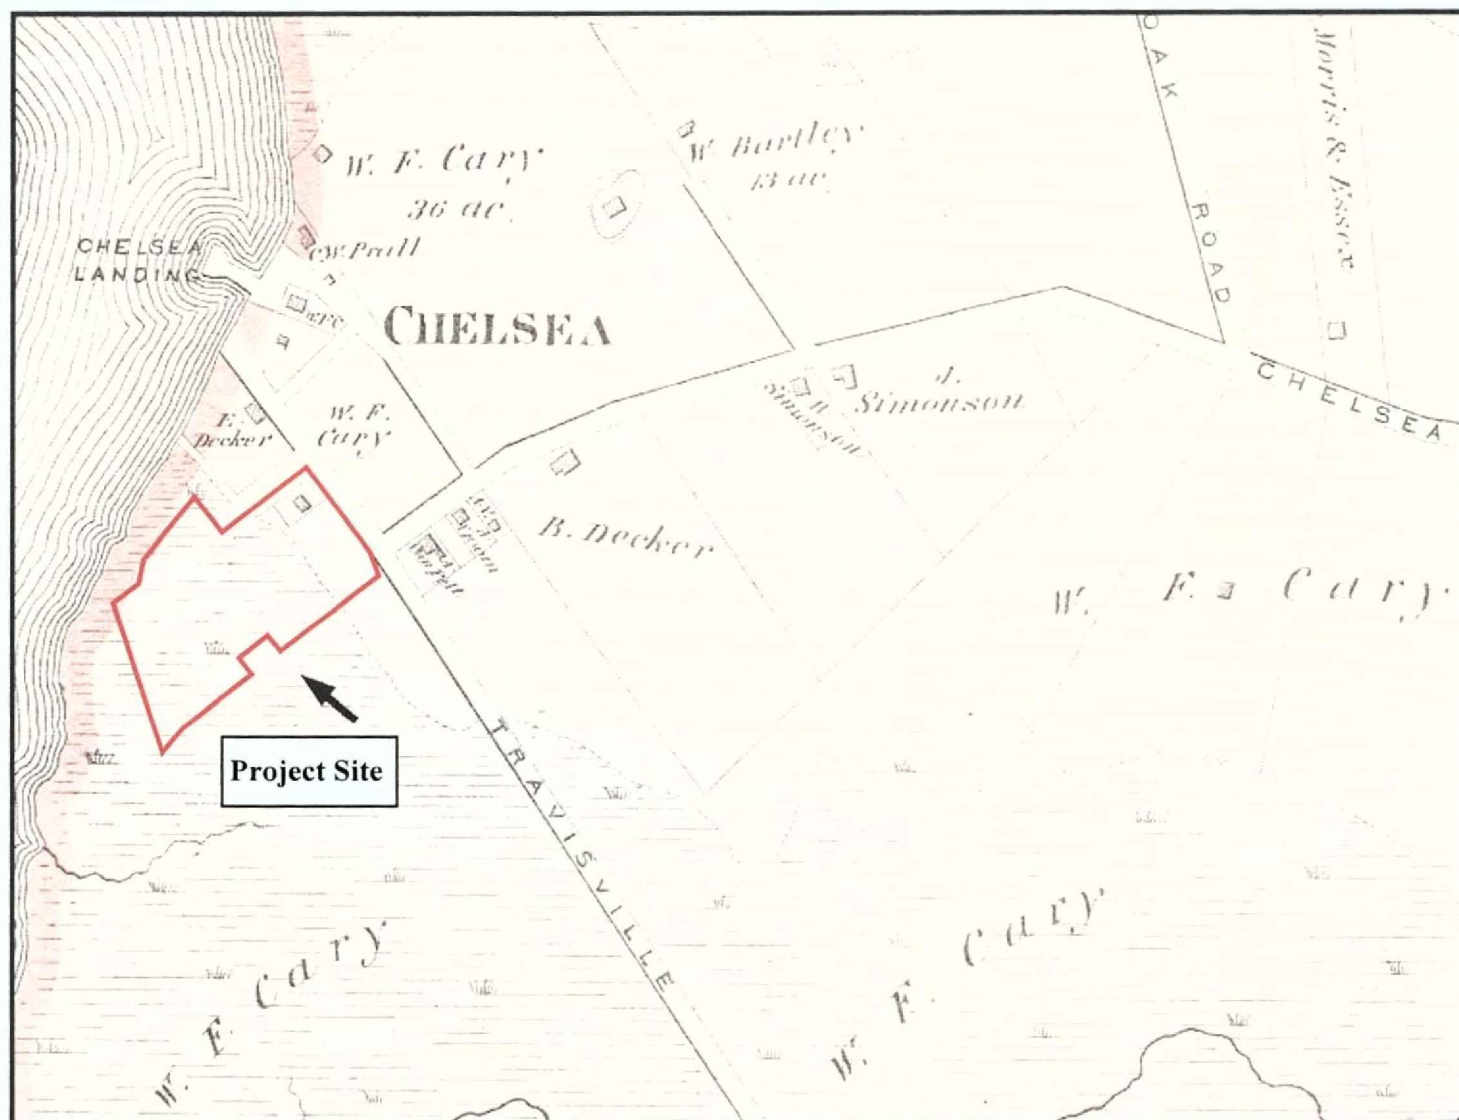 OAK
ROAD
Morris & Essex
W. F. Cary
36 ac.
W. Bartley
13 ac.
CHELSEA
LANDING
W. Prall
W.F.C.
CHELSEA
CHELSEA
J.
Simonson
Simonson
E.
Decker
W. F.
Cary
B. Decker
W. F. Cary
Project Site
TRAVISVILLE
W. F. Cary
W. F. Cary